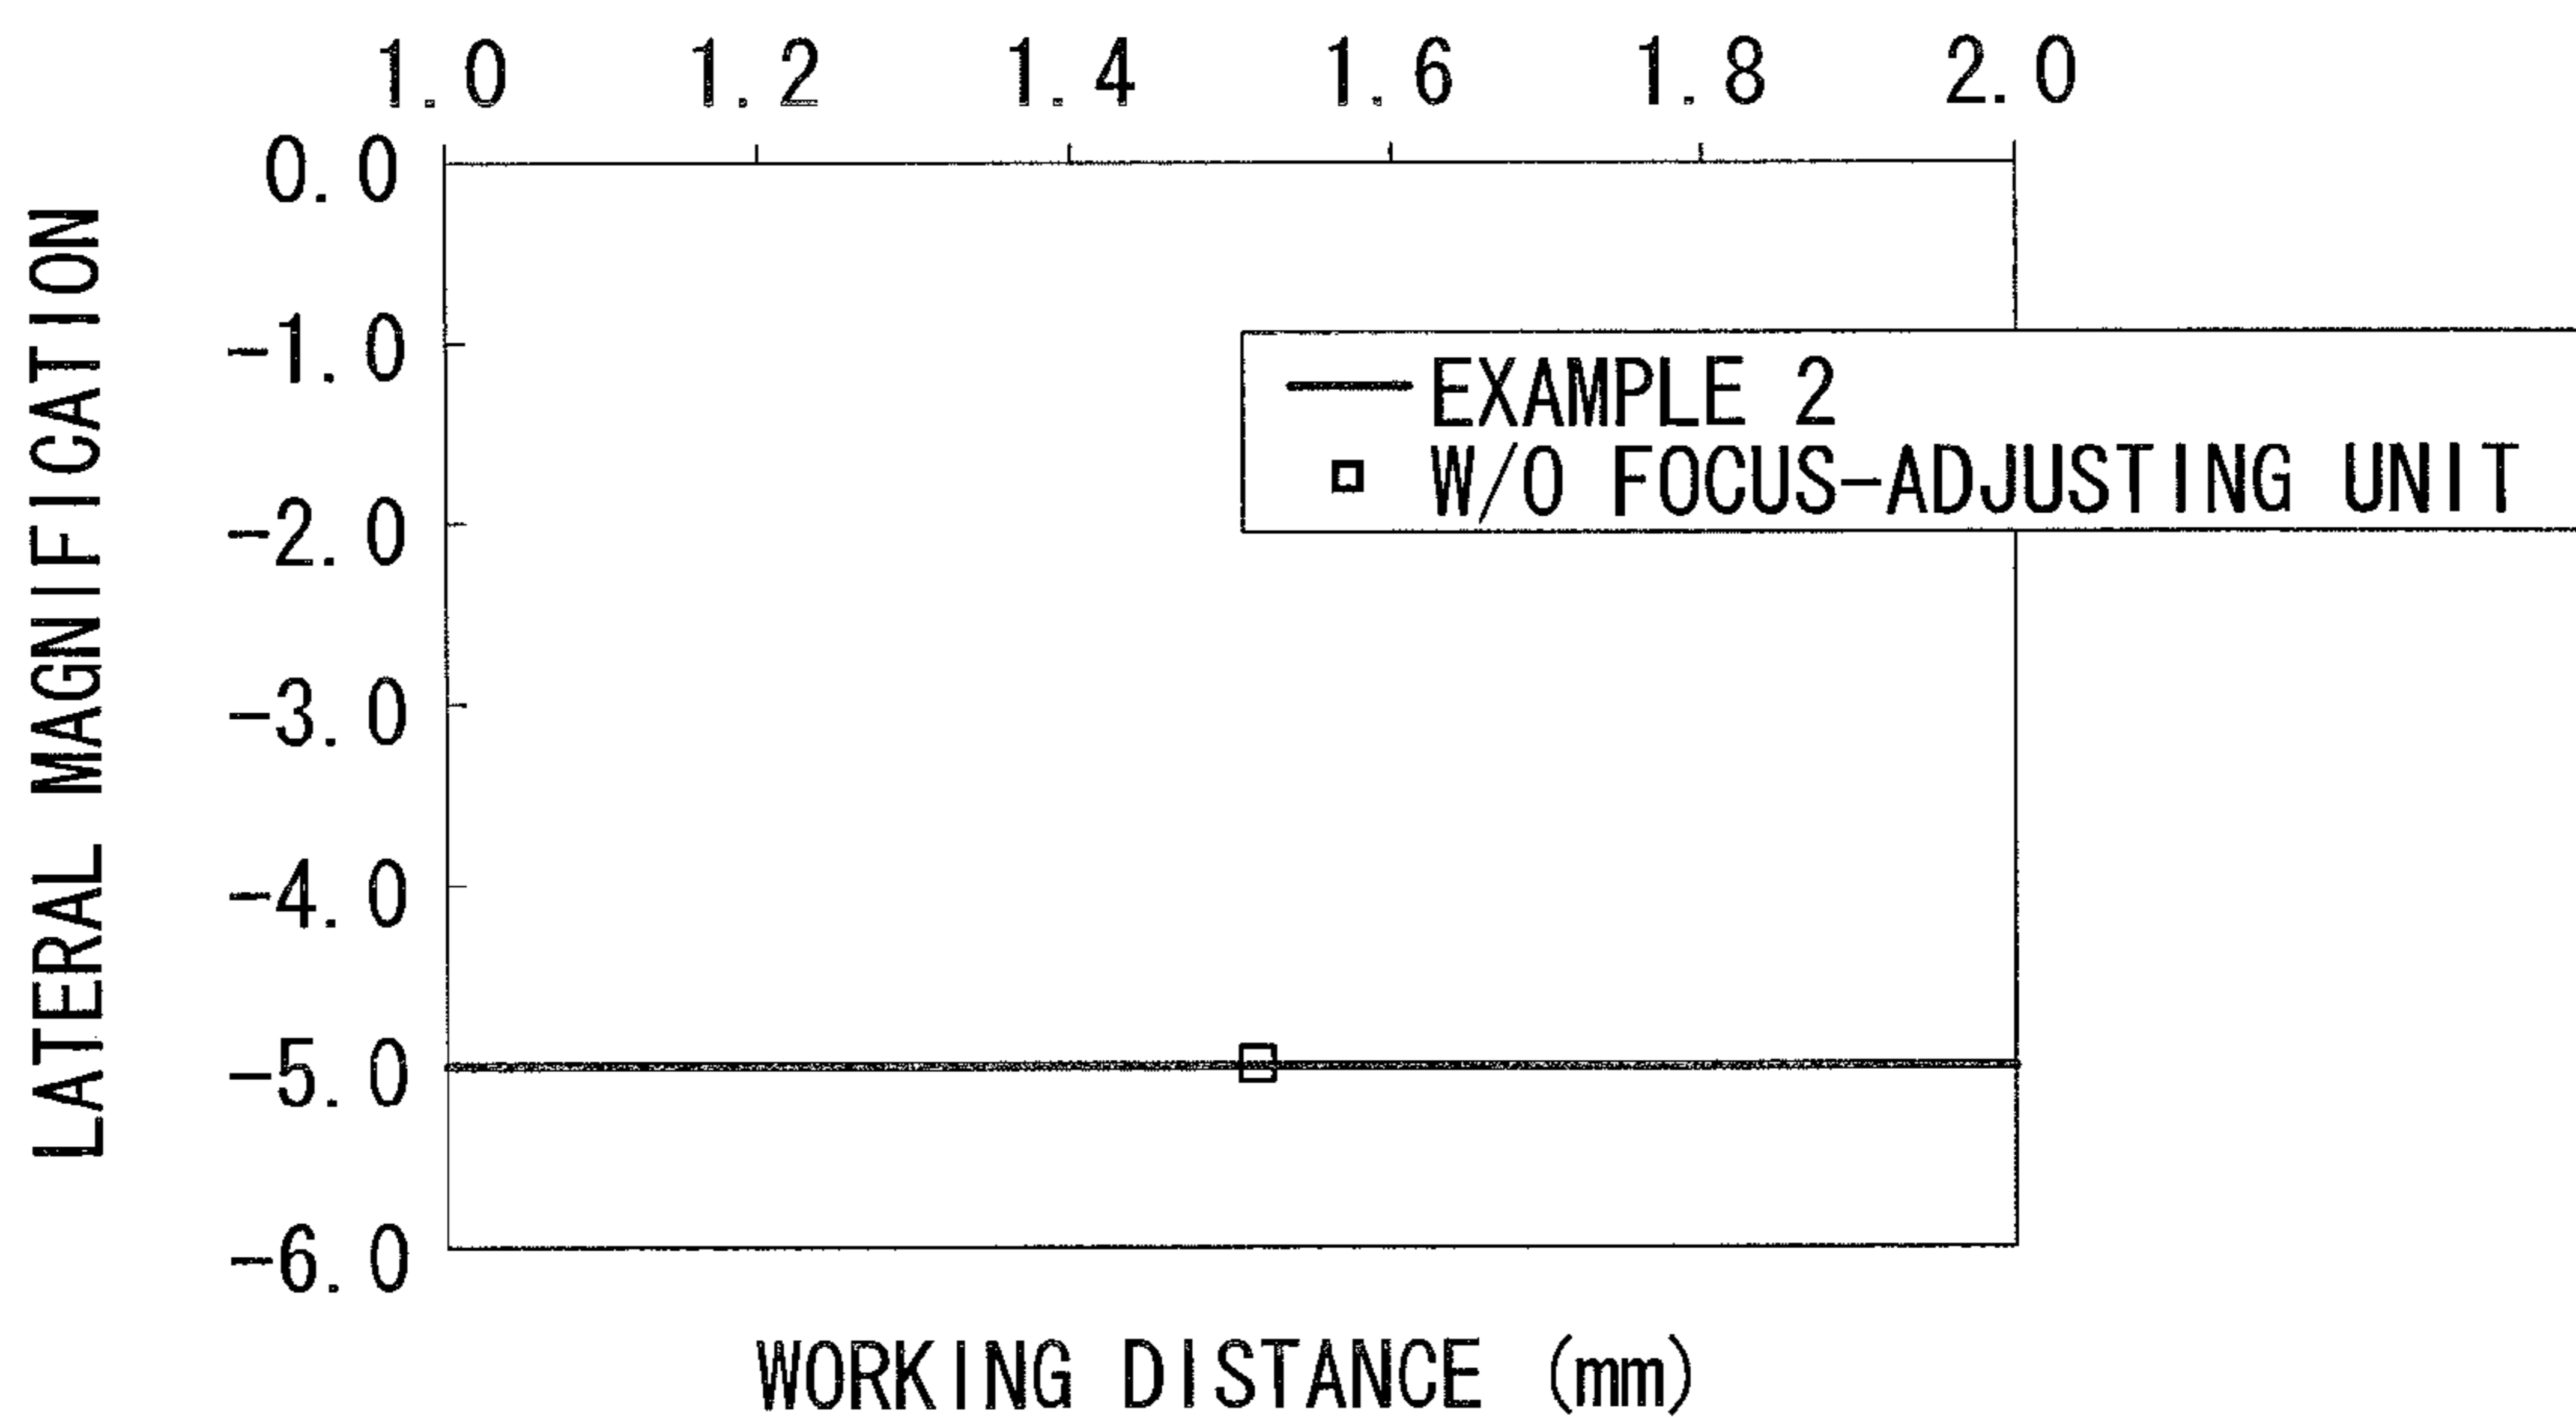 1.0 1.2 1.4 1.6 1.8 2.0
0.0
-1.0
-2.0
-3.0
-4.0
-5.0
-6.0
LATERAL MAGNIFICATION
EXAMPLE 2
W/O FOCUS-ADJUSTING UNIT
WORKING DISTANCE (mm)